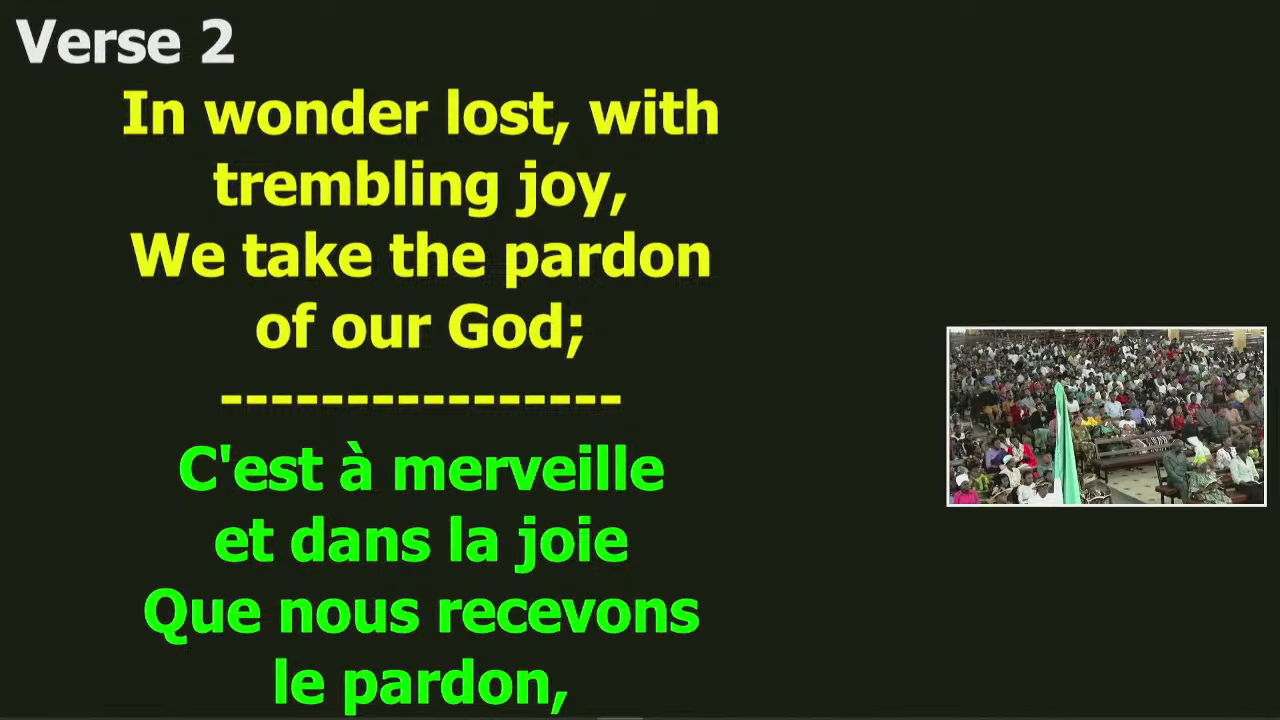 Verse 2
In wonder lost, with
trembling joy,
We take the pardon
of our God;
----------------
C'est à merveille
et dans la joie
Que nous recevons
le pardon,